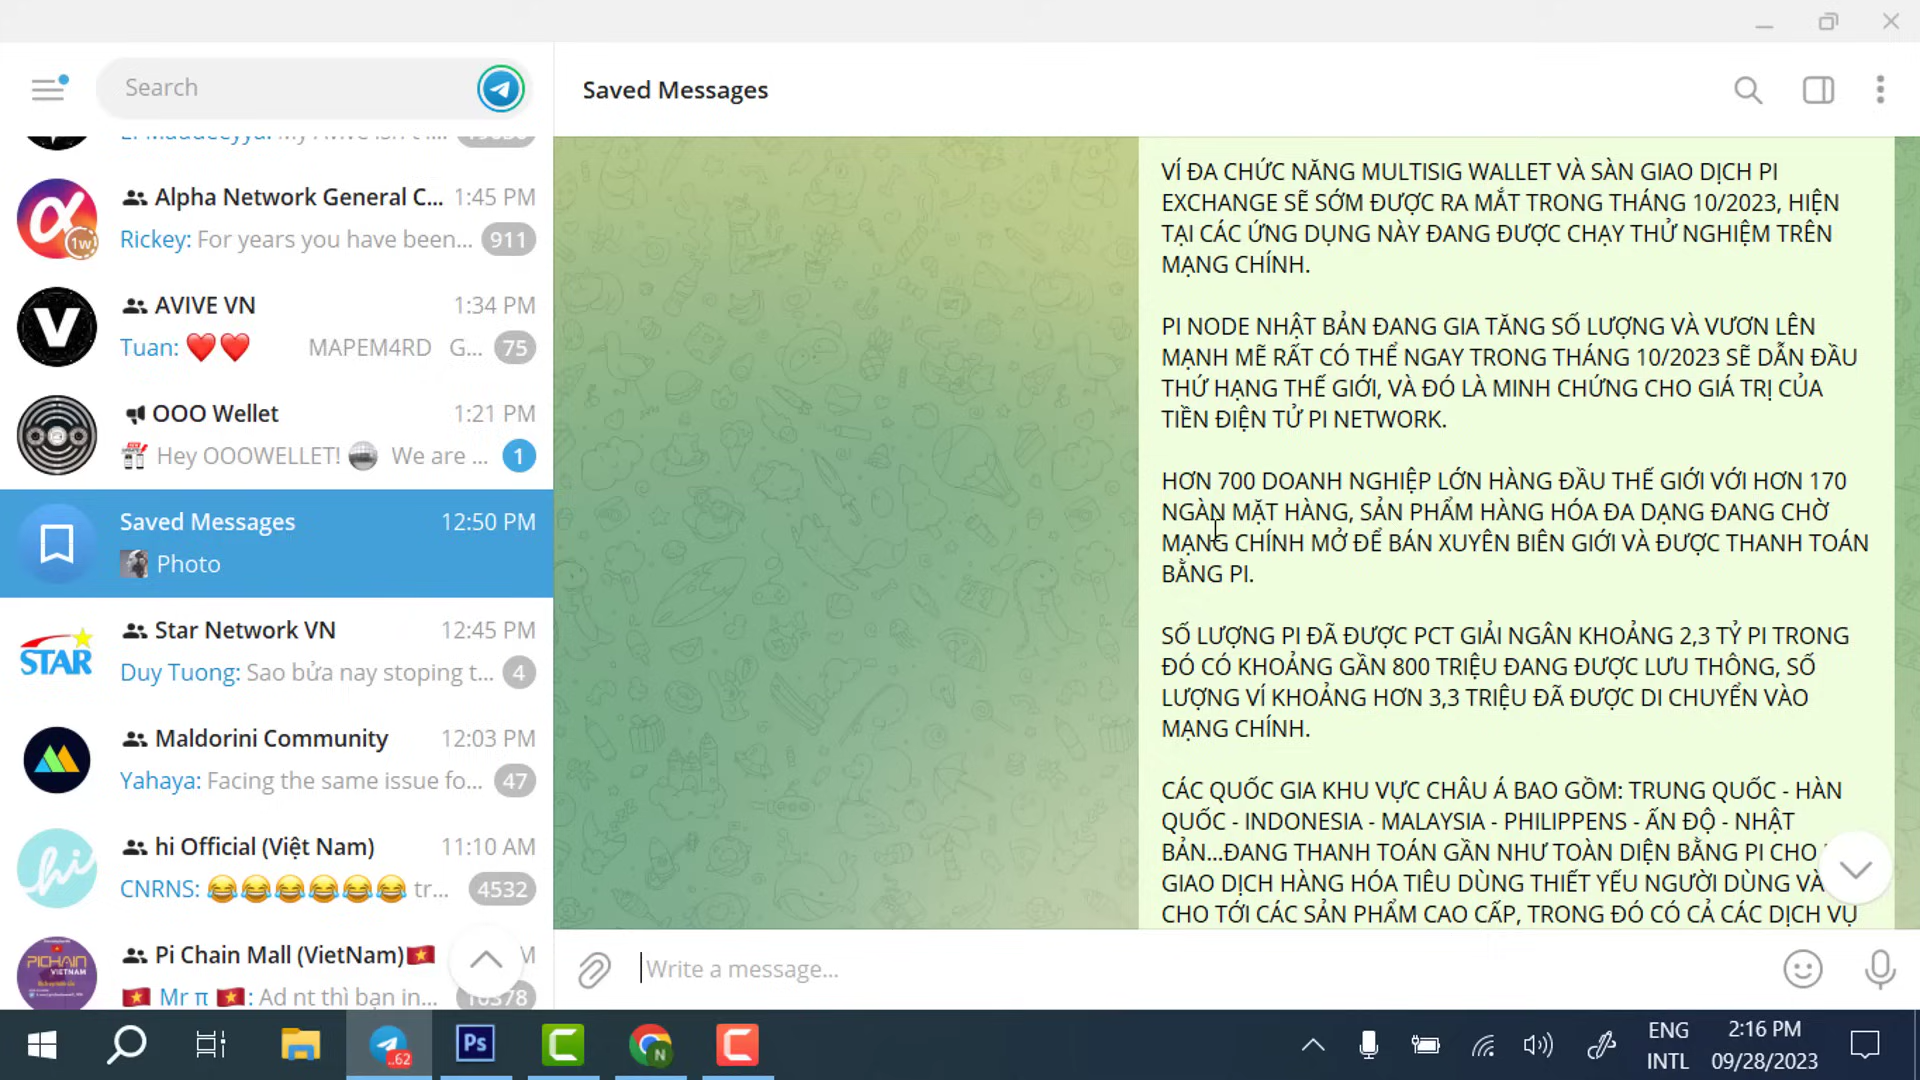 Search
Saved Messages
Alpha Network General C... 1:45 PM
Rickey: For years you have been... 911
1w
AVIVE VN 1:34 PM
Tuan: ❤️❤️ MAPEM4RD G... 75
OOO Wellet 1:21 PM
Hey OOOWELLET! We are ... 1
Saved Messages 12:50 PM
Photo
STAR
Star Network VN 12:45 PM
Duy Tuong: Sao bửa nay stoping t... 4
Maldorini Community 12:03 PM
Yahaya: Facing the same issue fo... 47
hi
hi Official (Việt Nam) 11:10 AM
CNRNS: 😂😂😂😂😂😂 tr... 4532
PICHAIN
VIETNAM
Pi Chain Mall (VietNam)🇻🇳
🇻🇳 Mr π 🇻🇳: Ad nt thì bạn in...
VÍ ĐA CHỨC NĂNG MULTISIG WALLET VÀ SÀN GIAO DỊCH PI
EXCHANGE SẼ SỚM ĐƯỢC RA MẮT TRONG THÁNG 10/2023, HIỆN
TẠI CÁC ỨNG DỤNG NÀY ĐANG ĐƯỢC CHẠY THỬ NGHIỆM TRÊN
MẠNG CHÍNH.
PI NODE NHẬT BẢN ĐANG GIA TĂNG SỐ LƯỢNG VÀ VƯƠN LÊN
MẠNH MẼ RẤT CÓ THỂ NGAY TRONG THÁNG 10/2023 SẼ DẪN ĐẦU
THỨ HẠNG THẾ GIỚI, VÀ ĐÓ LÀ MINH CHỨNG CHO GIÁ TRỊ CỦA
TIỀN ĐIỆN TỬ PI NETWORK.
HƠN 700 DOANH NGHIỆP LỚN HÀNG ĐẦU THẾ GIỚI VỚI HƠN 170
NGÀN MẶT HÀNG, SẢN PHẨM HÀNG HÓA ĐA DẠNG ĐANG CHỜ
MẠNG CHÍNH MỞ ĐỂ BÁN XUYÊN BIÊN GIỚI VÀ ĐƯỢC THANH TOÁN
BẰNG PI.
SỐ LƯỢNG PI ĐÃ ĐƯỢC PCT GIẢI NGÂN KHOẢNG 2,3 TỶ PI TRONG
ĐÓ CÓ KHOẢNG GẦN 800 TRIỆU ĐANG ĐƯỢC LƯU THÔNG, SỐ
LƯỢNG VÍ KHOẢNG HƠN 3,3 TRIỆU ĐÃ ĐƯỢC DI CHUYỂN VÀO
MẠNG CHÍNH.
CÁC QUỐC GIA KHU VỰC CHÂU Á BAO GỒM: TRUNG QUỐC - HÀN
QUỐC - INDONESIA - MALAYSIA - PHILIPPENS - ẤN ĐỘ - NHẬT
BẢN...ĐANG THANH TOÁN GẦN NHƯ TOÀN DIỆN BẰNG PI CHO
GIAO DỊCH HÀNG HÓA TIÊU DÙNG THIẾT YẾU NGƯỜI DÙNG VÀ
CHO TỚI CÁC SẢN PHẨM CAO CẤP, TRONG ĐÓ CÓ CẢ CÁC DỊCH VỤ
Write a message...
..62
Ps
N
ENG
INTL
2:16 PM
09/28/2023